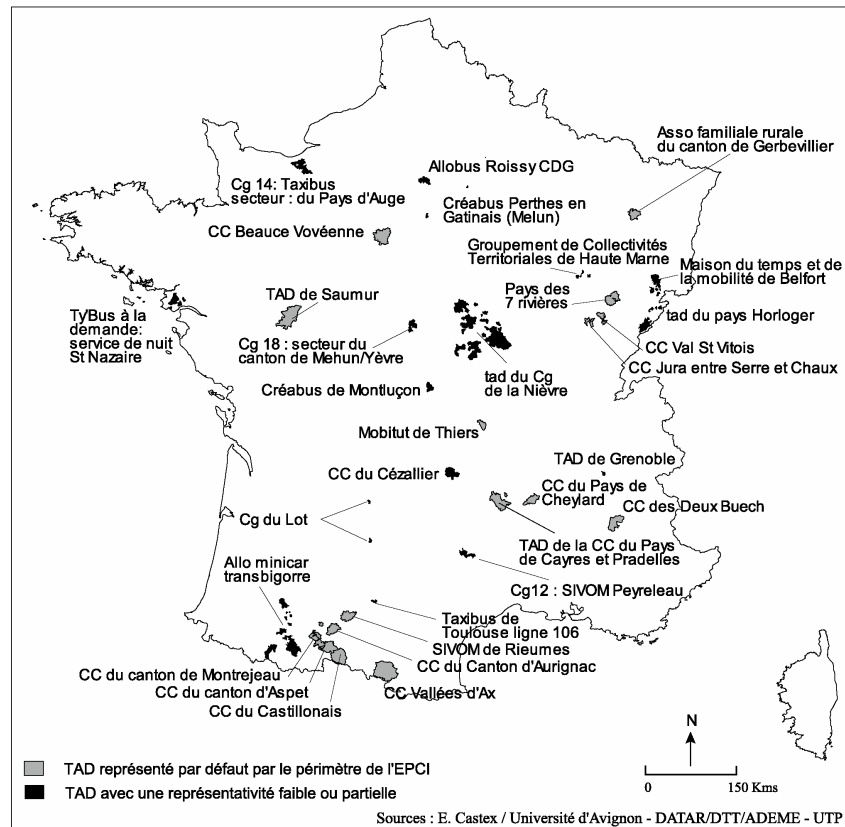 Asso familiale rurale
du canton de Gerbevillier
Allobus Roissy CDG
Cg 14: Taxibus
secteur : du Pays d'Auge
Créabus Perthes en
Gatinais (Melun)
CC Beauce Vovéenne
Groupement de Collectivités
Territoriales de Haute Marne
Maison du temps et de
la mobilité de Belfort
Pays des
7 rivières
TAD de Saumur
Ty'Bus à la
demande:
service de nuit
St Nazaire
tad du pays Horloger
Cg 18 : secteur du
canton de Mehun/Yèvre
CC Val St Vitois
CC Jura entre Serre et Chaux
tad du Cg
de la Nièvre
Créabus de Montluçon
Mobitut de Thiers
TAD de Grenoble
CC du Cézallier
CC du Pays de
Cheylard
CC des Deux Buech
Cg du Lot
TAD de la CC du Pays
de Cayres et Pradelles
Allo minicar
transbigorre
Cg12 : SIVOM Peyreleau
Taxibus de
Toulouse ligne 106
SIVOM de Rieumes
CC du Canton d'Aurignac
CC du canton de Montrejeau
CC du canton d'Aspet
CC Vallées d'Ax
CC du Castillonais
N
TAD représenté par défaut par le périmètre de l'EPCI
TAD avec une représentativité faible ou partielle
0 150 Kms
Sources : E. Castex / Université d'Avignon - DATAR/DTT/ADEME - UTP